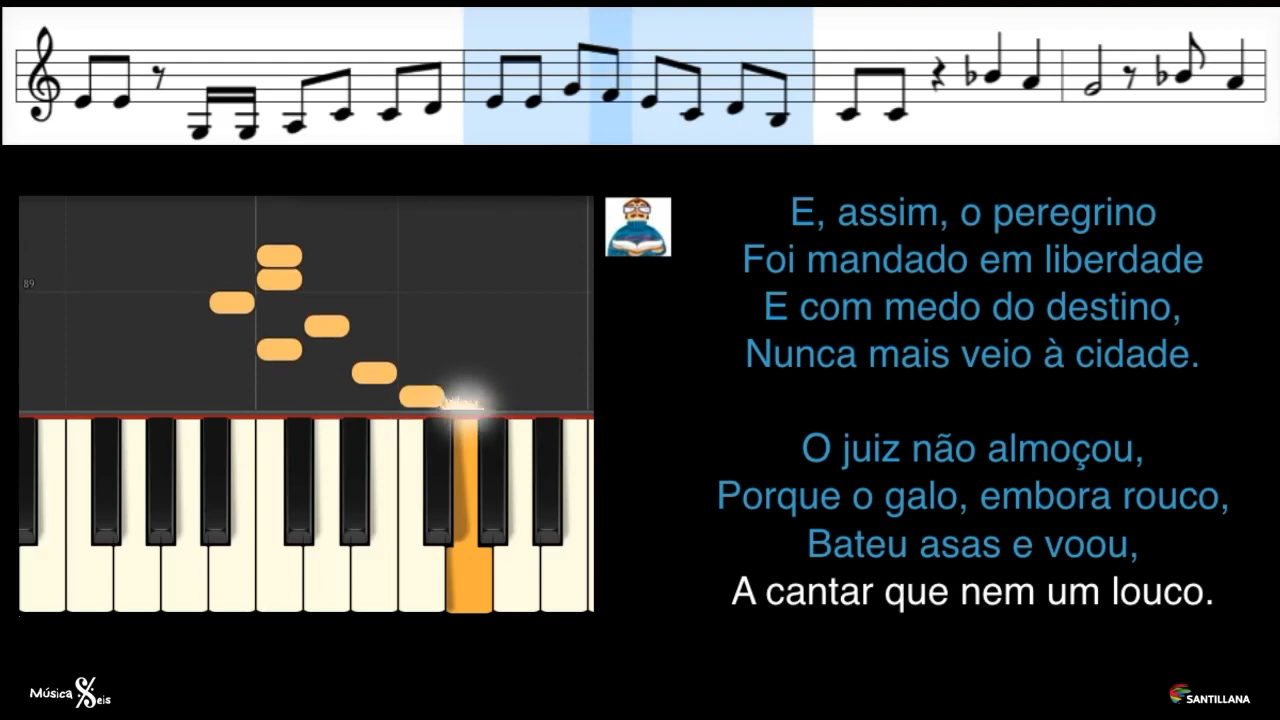 89
E, assim, o peregrino
Foi mandado em liberdade
E com medo do destino,
Nunca mais veio à cidade.
O juiz não almoçou,
Porque o galo, embora rouco,
Bateu asas e voou,
A cantar que nem um louco.
Música Seis
SANTILLANA